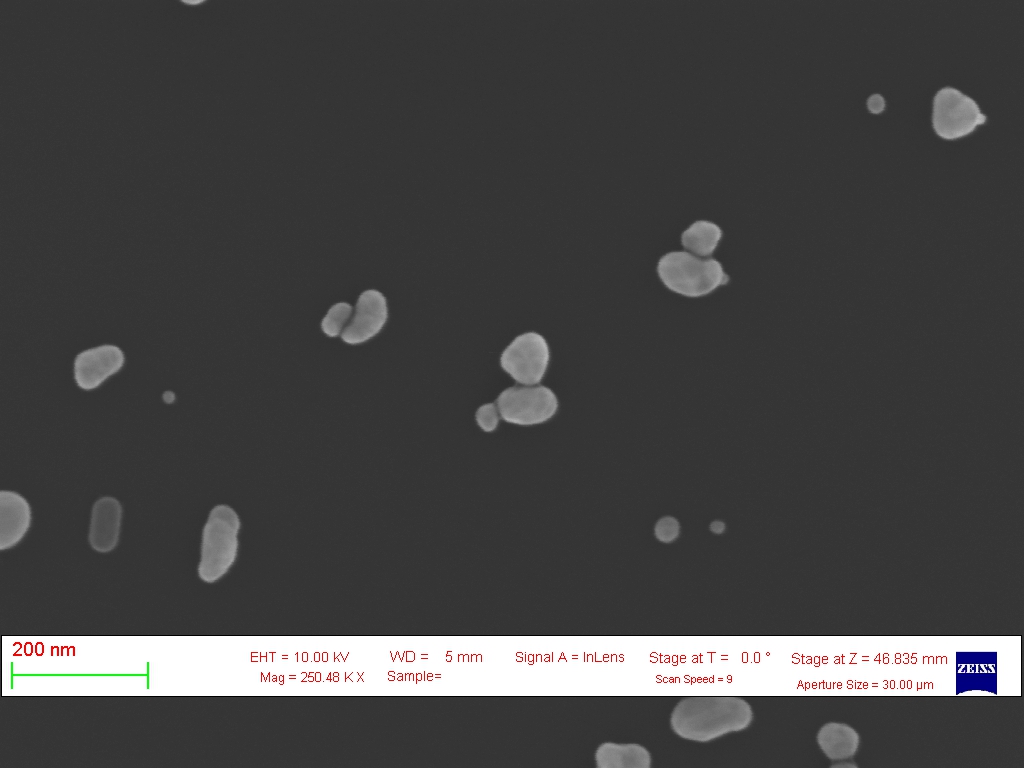 200 nm
EHT = 10.00 kV WD = 5 mm Signal A = InLens Stage at T = 0.0 ° Stage at Z = 46.835 mm
Mag = 250.48 K X Sample= Scan Speed = 9 Aperture Size = 30.00 µm
ZEISS